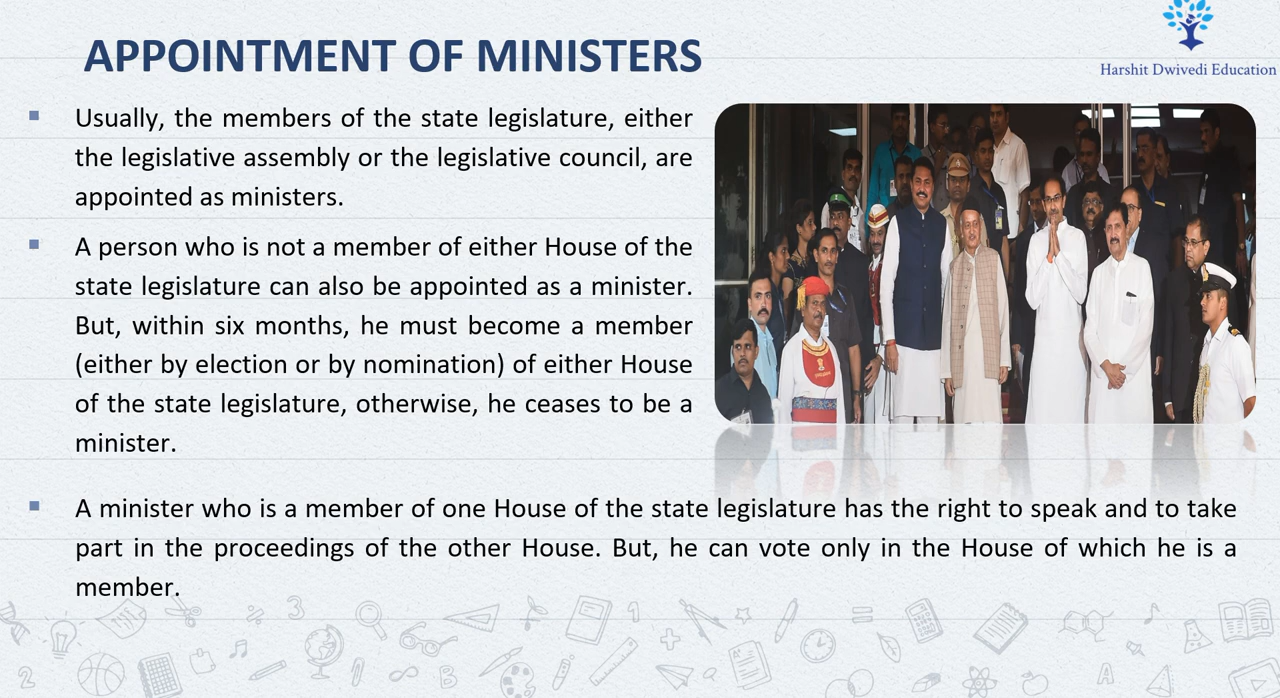 APPOINTMENT OF MINISTERS
Harshit Dwivedi Education
▪ Usually, the members of the state legislature, either
the legislative assembly or the legislative council, are
appointed as ministers.
▪ A person who is not a member of either House of the
state legislature can also be appointed as a minister.
But, within six months, he must become a member
(either by election or by nomination) of either House
of the state legislature, otherwise, he ceases to be a
minister.
▪ A minister who is a member of one House of the state legislature has the right to speak and to take
part in the proceedings of the other House. But, he can vote only in the House of which he is a
member.